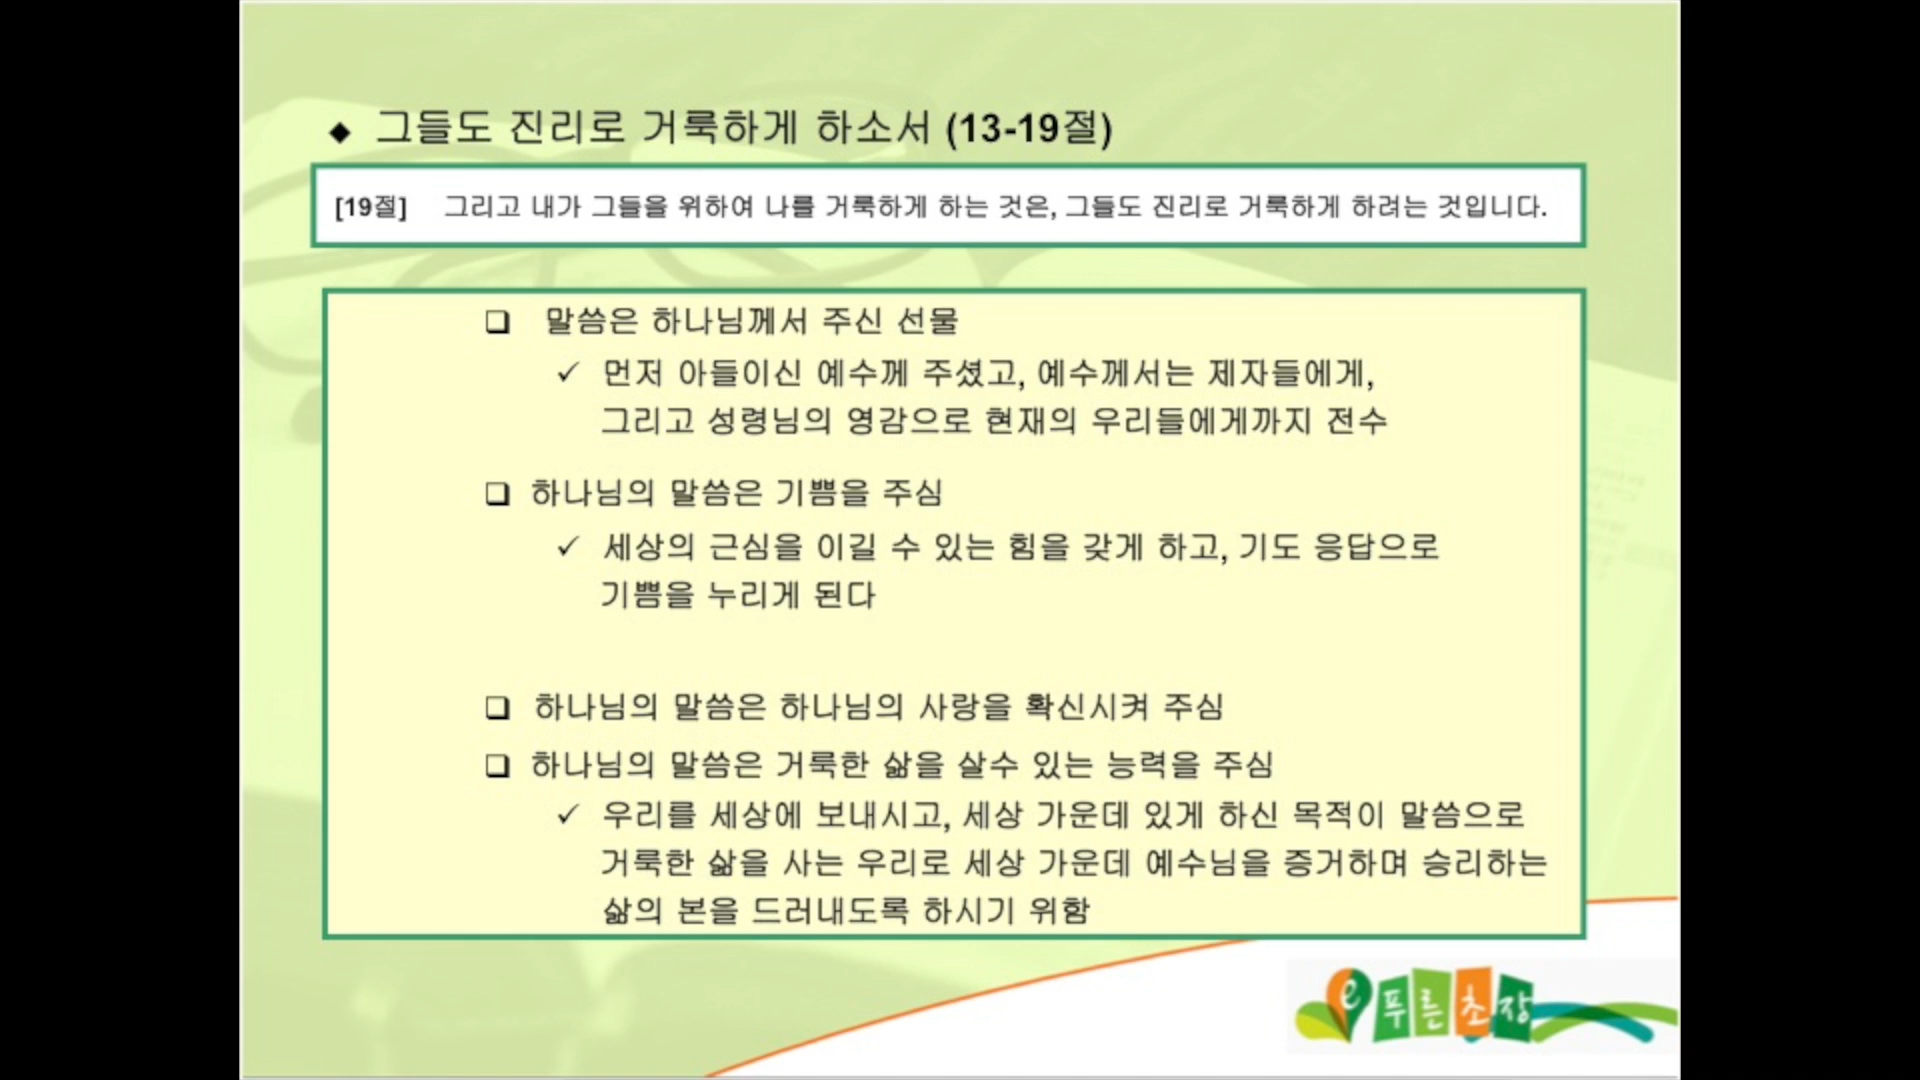 ◆ 그들도 진리로 거룩하게 하소서 (13-19절)
[19절] 그리고 내가 그들을 위하여 나를 거룩하게 하는 것은, 그들도 진리로 거룩하게 하려는 것입니다.
❑ 말씀은 하나님께서 주신 선물
✓ 먼저 아들이신 예수께 주셨고, 예수께서는 제자들에게,
그리고 성령님의 영감으로 현재의 우리들에게까지 전수
❑ 하나님의 말씀은 기쁨을 주심
✓ 세상의 근심을 이길 수 있는 힘을 갖게 하고, 기도 응답으로
기쁨을 누리게 된다
❑ 하나님의 말씀은 하나님의 사랑을 확신시켜 주심
❑ 하나님의 말씀은 거룩한 삶을 살수 있는 능력을 주심
✓ 우리를 세상에 보내시고, 세상 가운데 있게 하신 목적이 말씀으로
거룩한 삶을 사는 우리로 세상 가운데 예수님을 증거하며 승리하는
삶의 본을 드러내도록 하시기 위함
e 푸른초장